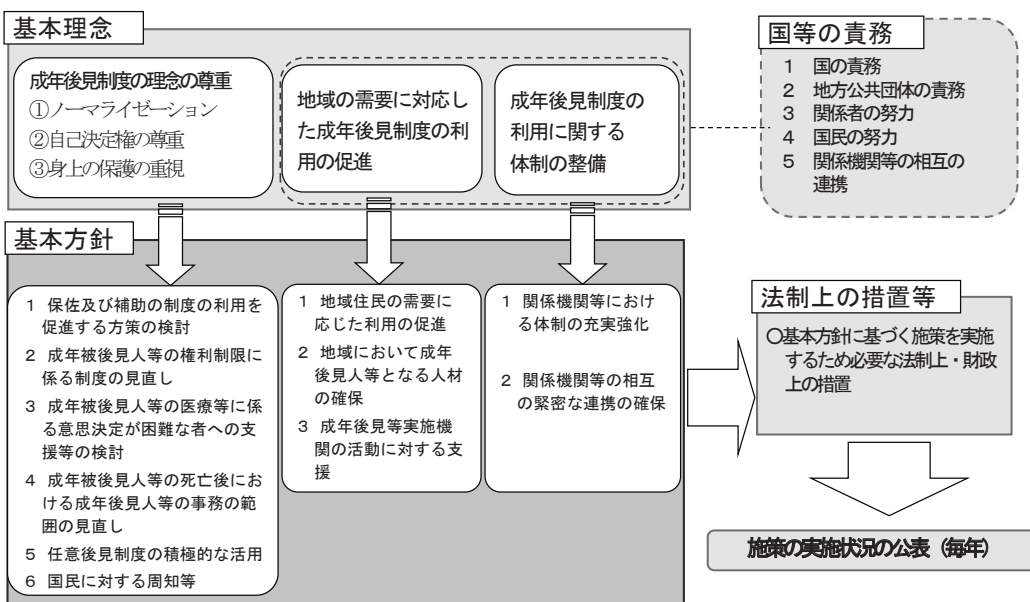 基本理念
成年後見制度の理念の尊重
①ノーマライゼーション
②自己決定権の尊重
③身上の保護の重視
地域の需要に対応し
た成年後見制度の利
用の促進
成年後見制度の
利用に関する
体制の整備
国等の責務
1 国の責務
2 地方公共団体の責務
3 関係者の努力
4 国民の努力
5 関係機関等の相互の
連携
基本方針
1 保佐及び補助の制度の利用を
促進する方策の検討
2 成年被後見人等の権利制限に
係る制度の見直し
3 成年被後見人等の医療等に係
る意思決定が困難な者への支
援等の検討
4 成年被後見人等の死亡後にお
ける成年後見人等の事務の範
囲の見直し
5 任意後見制度の積極的な活用
6 国民に対する周知等
1 地域住民の需要に
応じた利用の促進
2 地域において成年
後見人等となる人材
の確保
3 成年後見等実施機
関の活動に対する支
援
1 関係機関等におけ
る体制の充実強化
2 関係機関等の相互
の緊密な連携の確保
法制上の措置等
〇基本方針に基づく施策を実施
するため必要な法制上・財政
上の措置
施策の実施状況の公表（毎年）